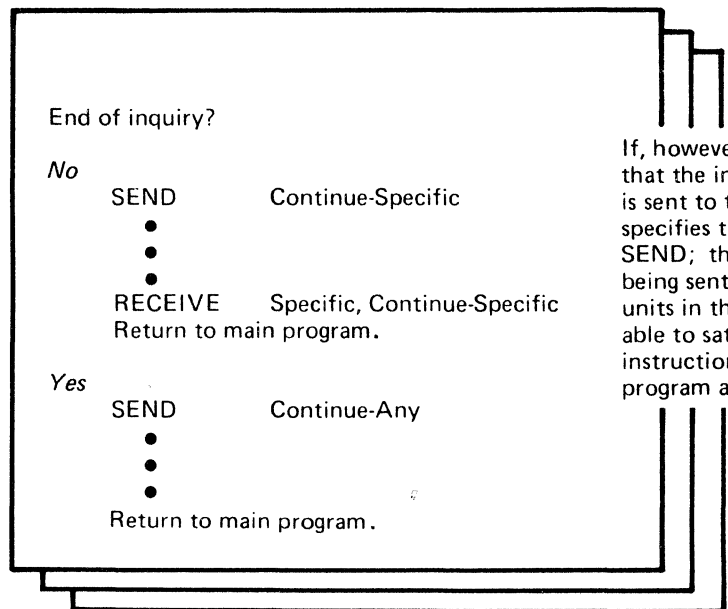 End of inquiry?
No
SEND Continue-Specific
●
●
●
RECEIVE Specific, Continue-Specific
Return to main program.
Yes
SEND Continue-Any
●
●
●
Return to main program.
If, howeve
that the in
is sent to t
specifies t
SEND; th
being sent
units in th
able to sat
instruction
program a